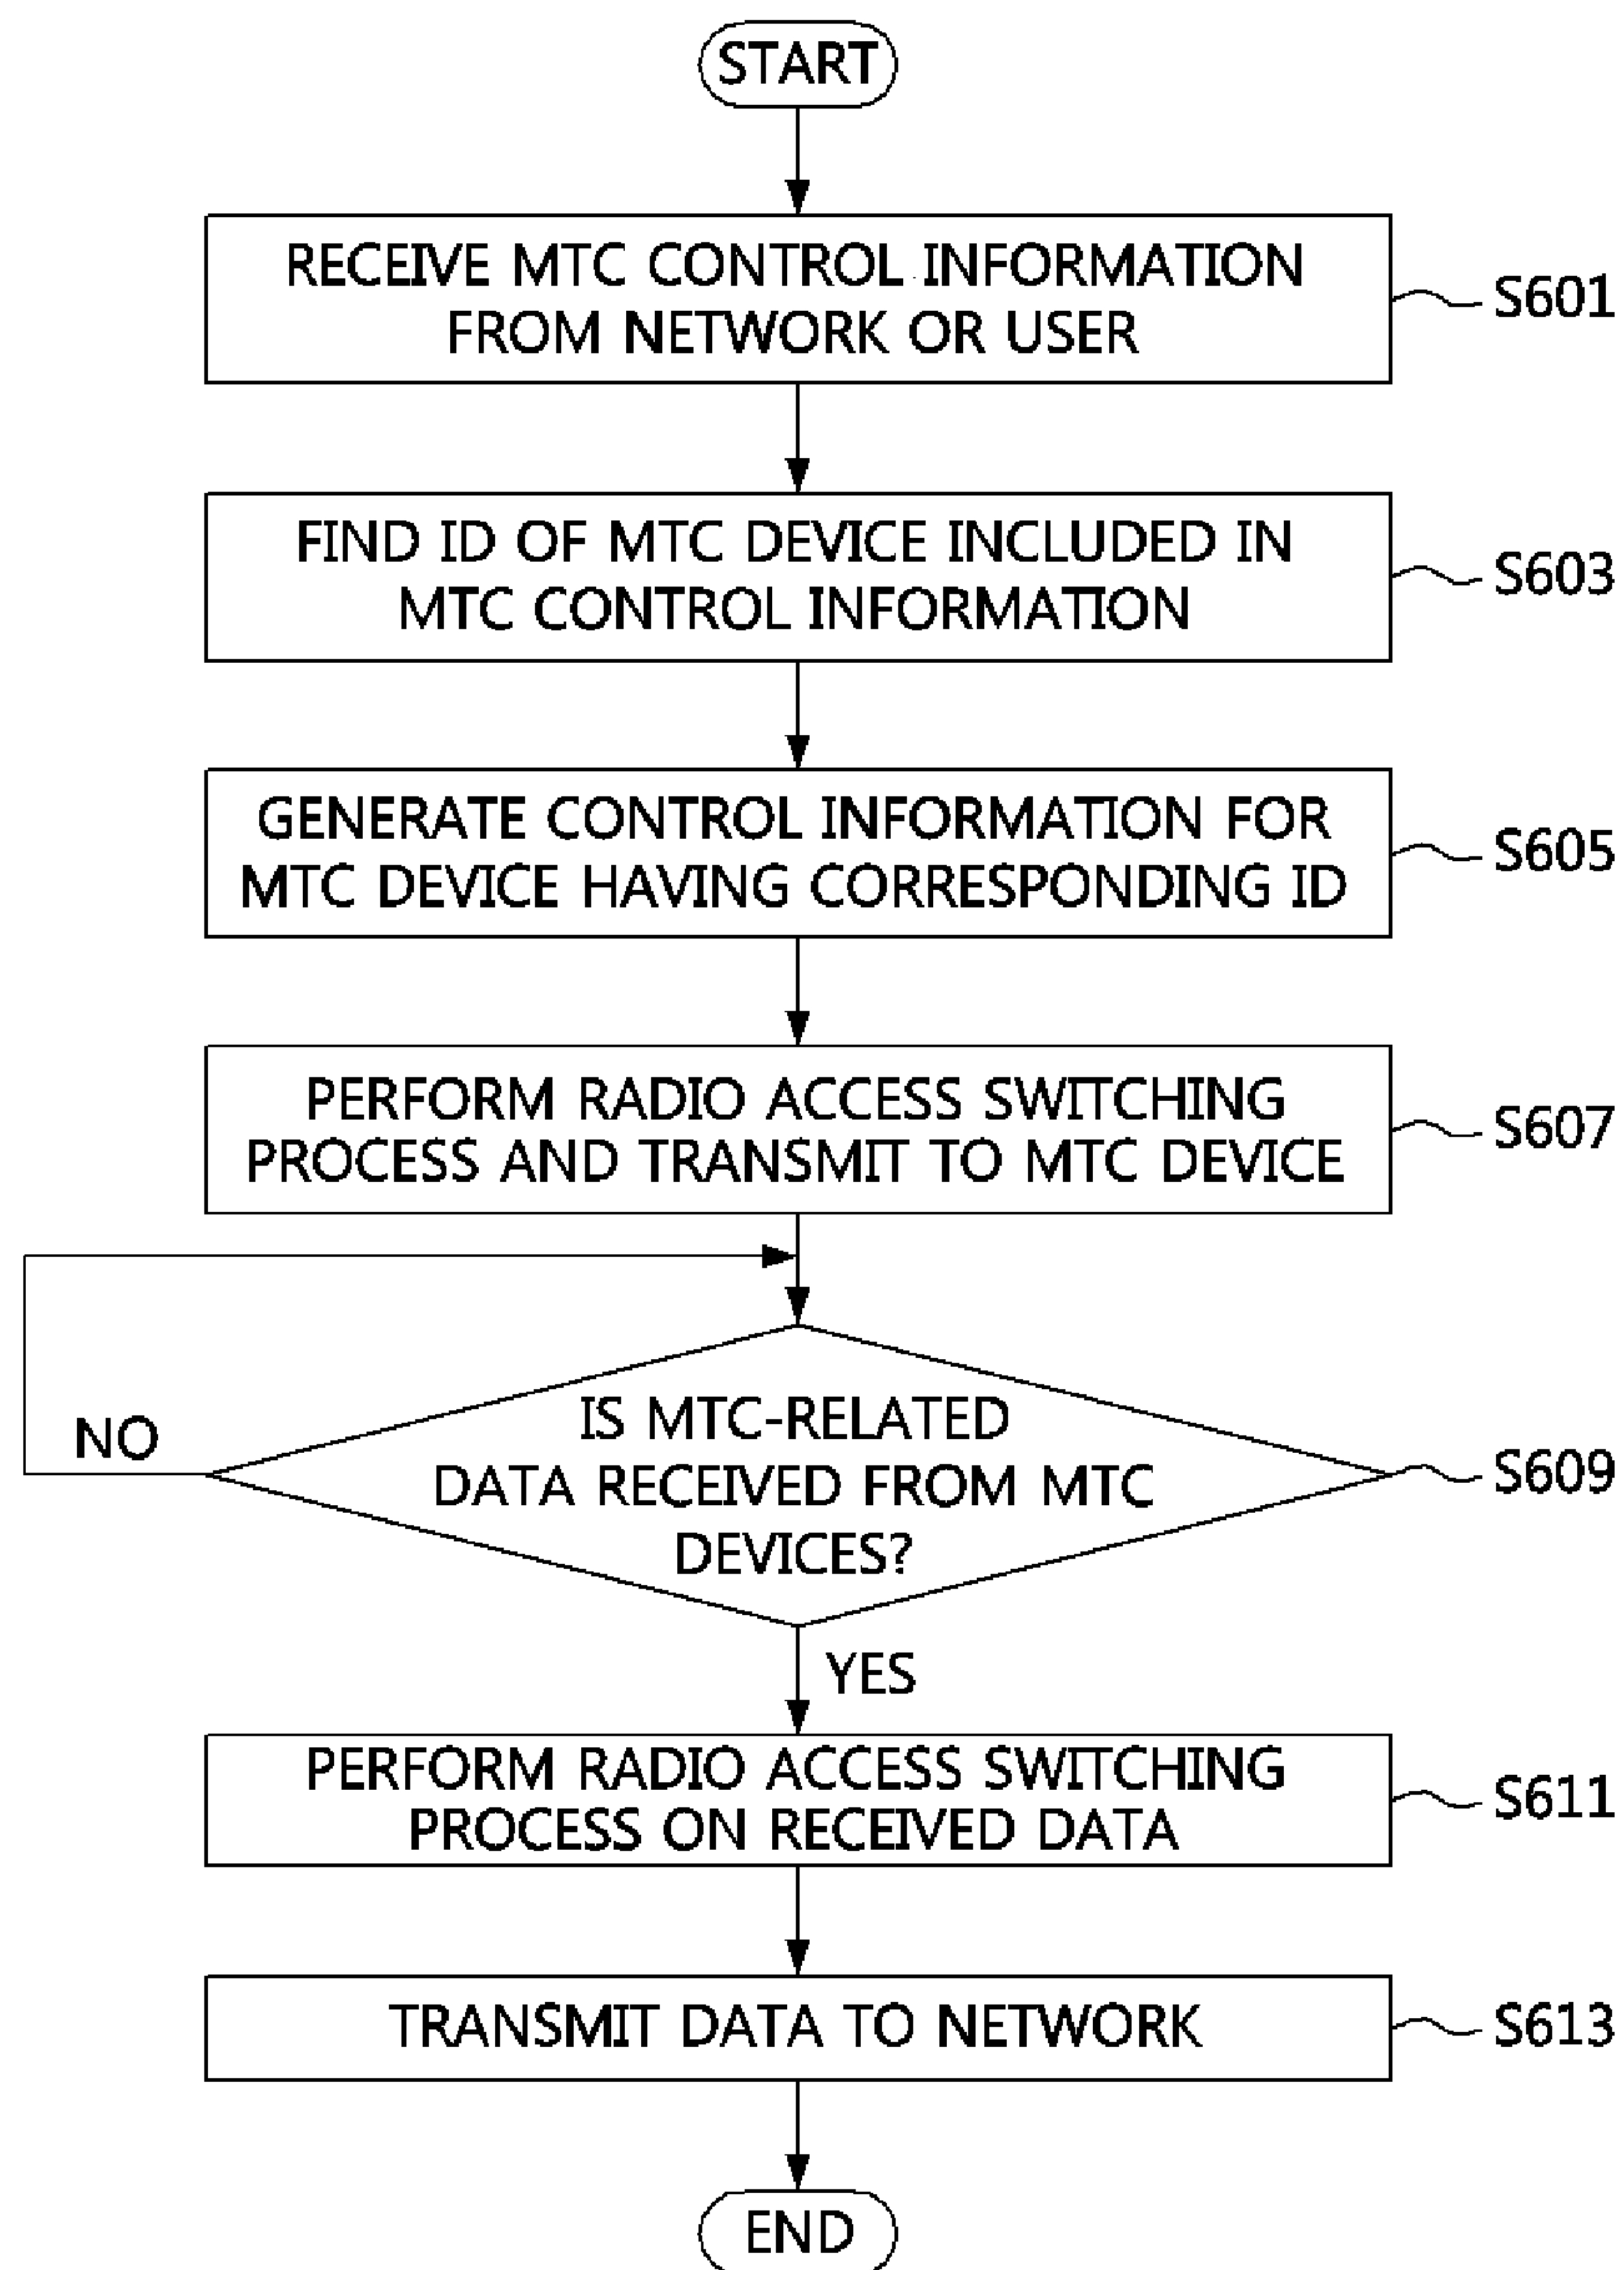 START
RECEIVE MTC CONTROL INFORMATION
FROM NETWORK OR USER
S601
FIND ID OF MTC DEVICE INCLUDED IN
MTC CONTROL INFORMATION
S603
GENERATE CONTROL INFORMATION FOR
MTC DEVICE HAVING CORRESPONDING ID
S605
PERFORM RADIO ACCESS SWITCHING
PROCESS AND TRANSMIT TO MTC DEVICE
S607
NO
IS MTC-RELATED
DATA RECEIVED FROM MTC
DEVICES?
S609
YES
PERFORM RADIO ACCESS SWITCHING
PROCESS ON RECEIVED DATA
S611
TRANSMIT DATA TO NETWORK
S613
END